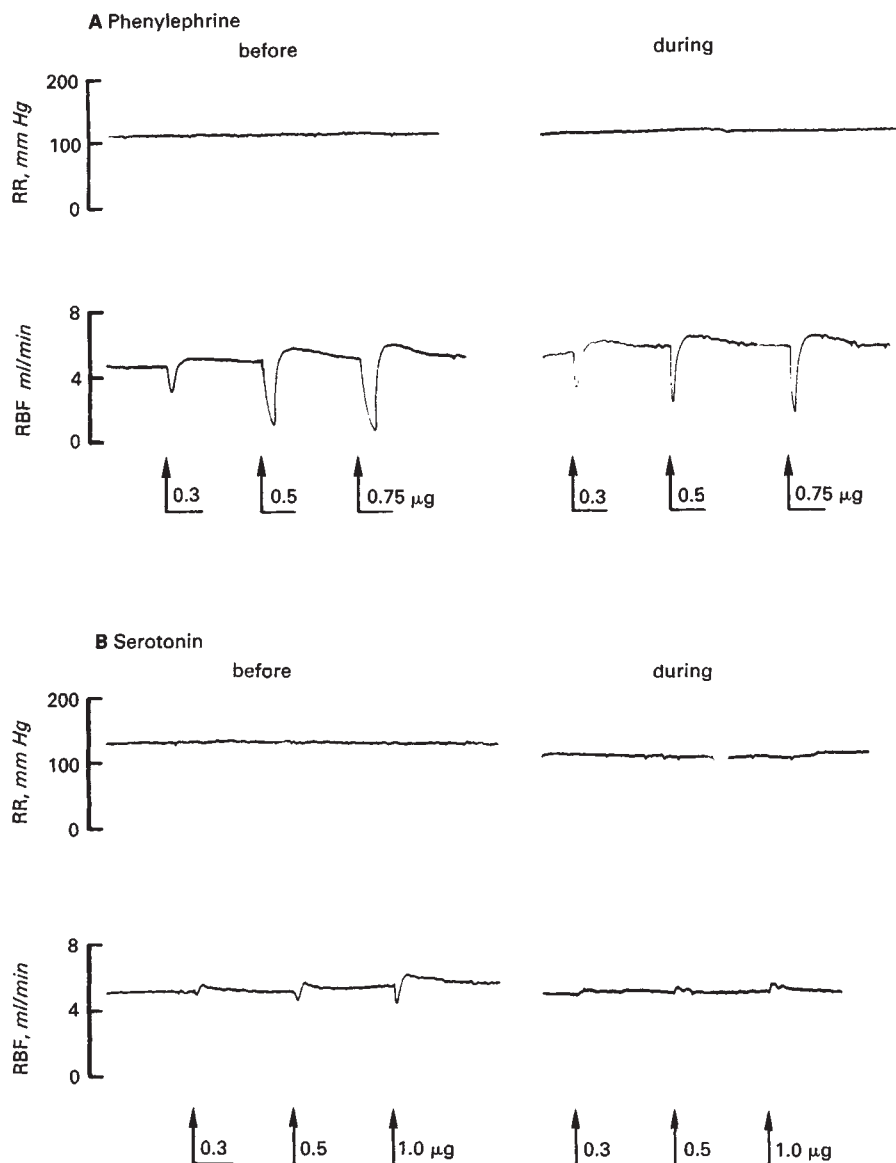 A Phenylephrine
before during
200
100
0
RR, mm Hg
8
4
0
RBF ml/min
0.3 0.5 0.75 µg 0.3 0.5 0.75 µg
B Serotonin
before during
200
100
0
RR, mm Hg
8
4
0
RBF, ml/min
0.3 0.5 1.0 µg 0.3 0.5 1.0 µg